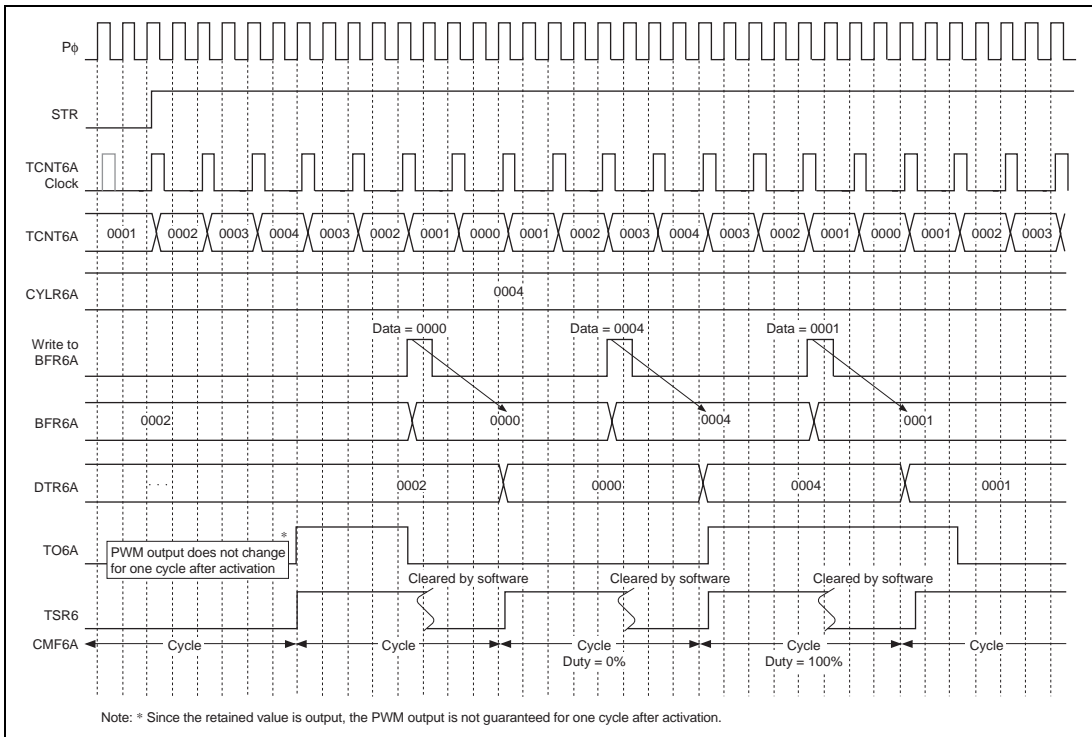 Pϕ
STR
TCNT6A
Clock
TCNT6A
0001 0002 0003 0004 0003 0002 0001 0000 0001 0002 0003 0004 0003 0002 0001 0000 0001 0002 0003
CYLR6A
0004
Data = 0000 Data = 0004 Data = 0001
Write to
BFR6A
BFR6A
0002 0000 0004 0001
DTR6A
· · · 0002 0000 0004 0001
TO6A
*
PWM output does not change
for one cycle after activation
Cleared by software Cleared by software Cleared by software
TSR6
CMF6A
Cycle Cycle Cycle Cycle Cycle
Duty = 0% Duty = 100%
Note: * Since the retained value is output, the PWM output is not guaranteed for one cycle after activation.